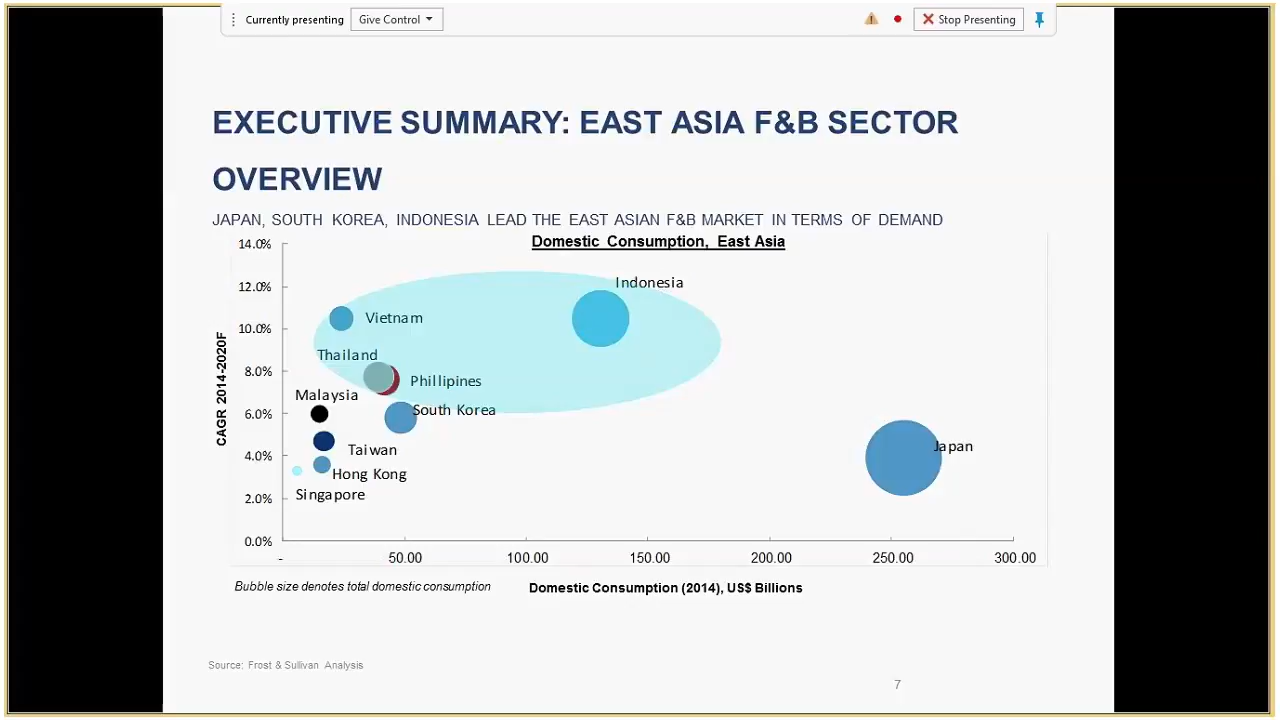 Currently presenting
Give Control
Stop Presenting
EXECUTIVE SUMMARY: EAST ASIA F&B SECTOR
OVERVIEW
JAPAN, SOUTH KOREA, INDONESIA LEAD THE EAST ASIAN F&B MARKET IN TERMS OF DEMAND
Domestic Consumption, East Asia
CAGR 2014-2020F
14.0%
12.0%
10.0%
8.0%
6.0%
4.0%
2.0%
0.0%
Indonesia
Vietnam
Thailand
Phillipines
Malaysia
South Korea
Japan
Taiwan
Hong Kong
Singapore
-
50.00
100.00
150.00
200.00
250.00
300.00
Bubble size denotes total domestic consumption
Domestic Consumption (2014), US$ Billions
Source: Frost & Sullivan Analysis
7